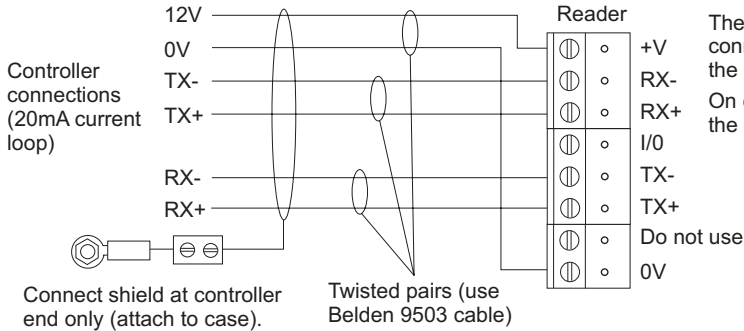 12V
0V
TX-
TX+
RX-
RX+
Controller
connections
(20mA current
loop)
Reader
+V
RX-
RX+
I/0
TX-
TX+
Do not use
0V
The
the
On
the
Connect shield at controller
end only (attach to case).
Twisted pairs (use
Belden 9503 cable)